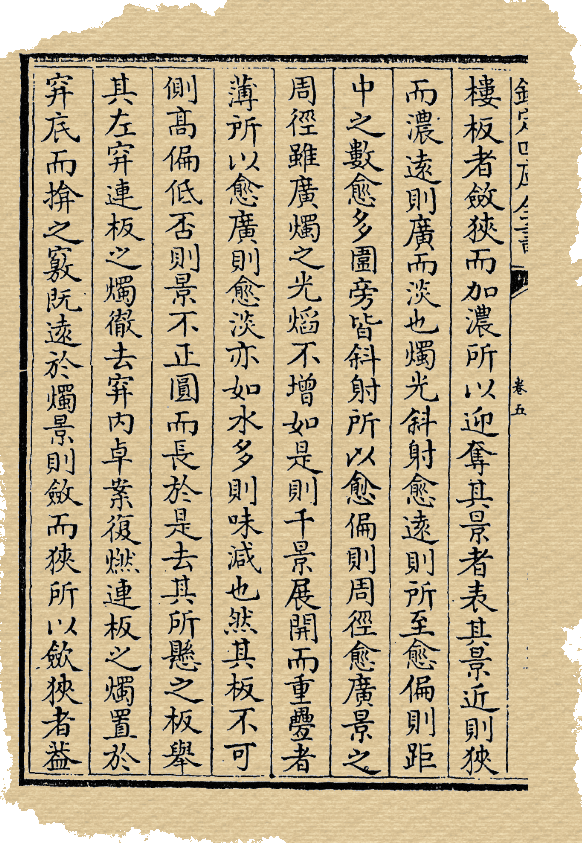 欽定四庫全書
卷五
樓板者斂狹而加濃所以迎奪其景者表其景近則狹
而濃遠則廣而淡也燭光斜射愈遠則所至愈偏則距
中之數愈多圍旁皆斜射所以愈偏則周徑愈廣景之
周徑雖廣燭之光熖不增如是則千景展開而重疊者
薄所以愈廣則愈淡亦如水多則味減也然其板不可
側髙偏低否則景不正圓而長於是去其所懸之板舉
其左穽連板之燭徹去穽内卓案復燃連板之燭置於
穽底而揜之竅既遠於燭景則斂而狹所以歛狹者葢